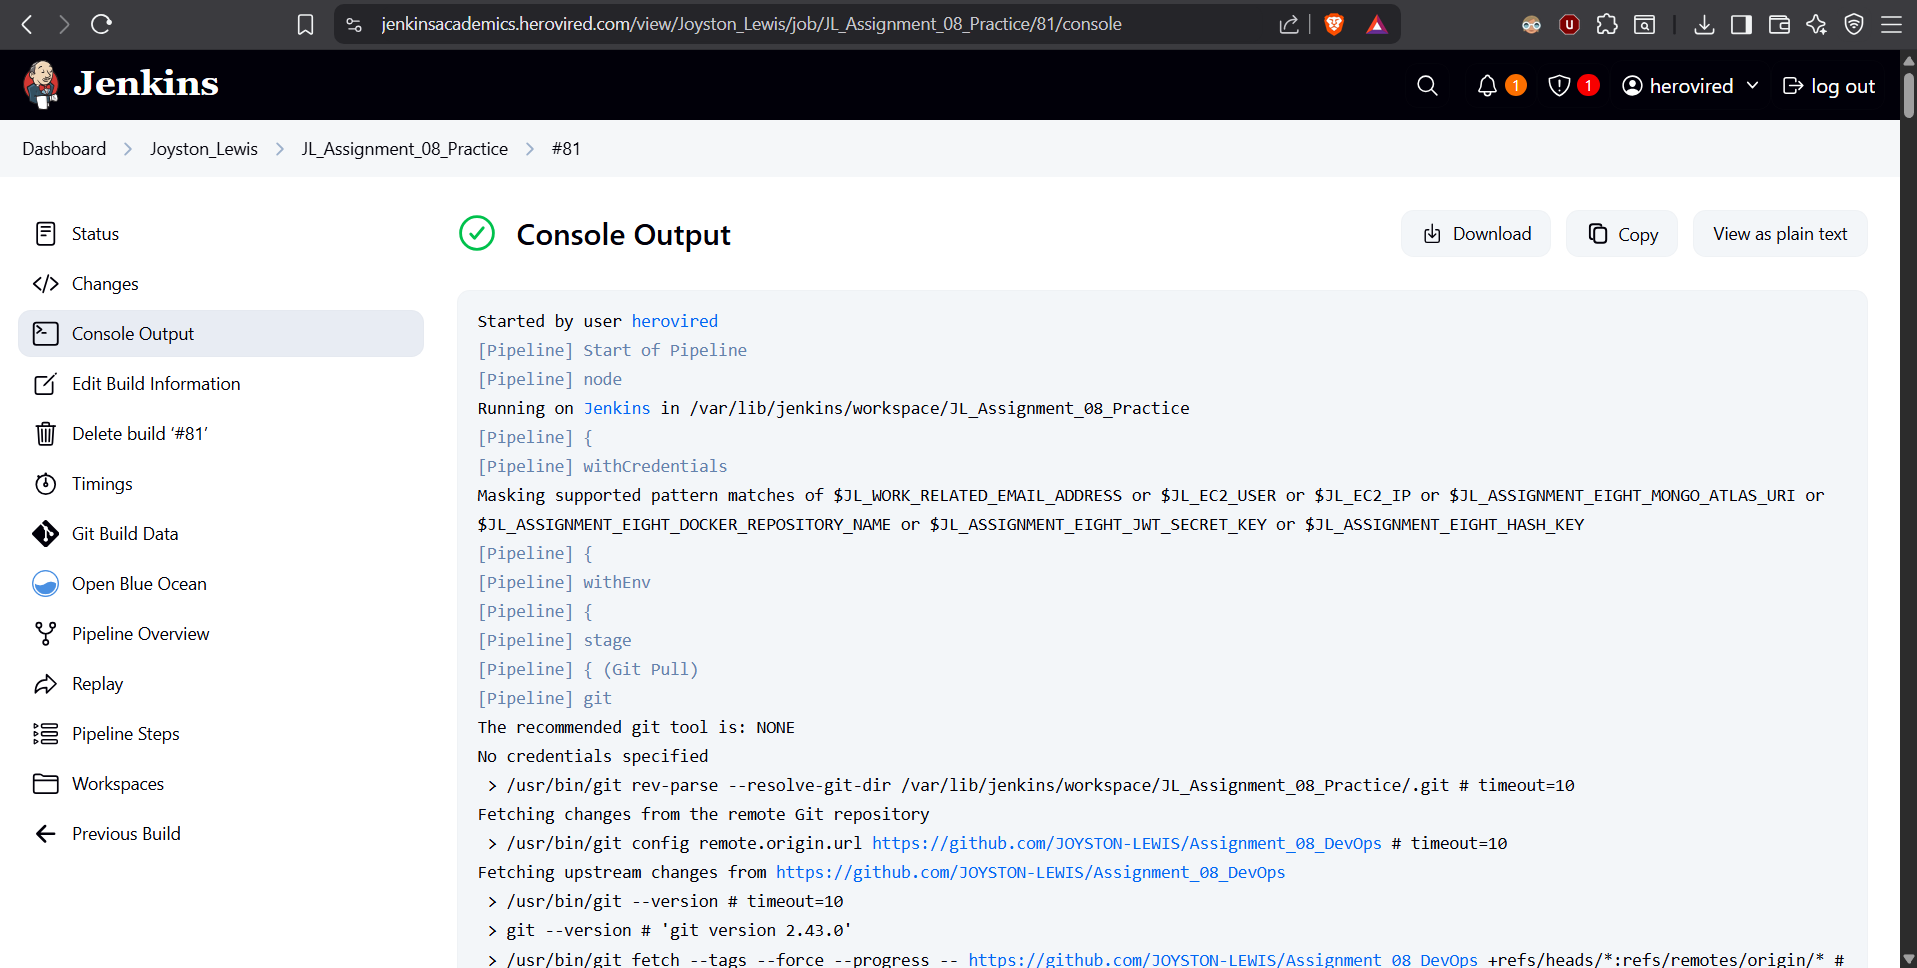 jenkinsacademics.herovired.com/view/Joyston_Lewis/job/JL_Assignment_08_Practice/81/console
Jenkins
1
1
herovired
log out
Dashboard > Joyston_Lewis > JL_Assignment_08_Practice > #81
Status
Changes
Console Output
Edit Build Information
Delete build ‘#81’
Timings
Git Build Data
Open Blue Ocean
Pipeline Overview
Replay
Pipeline Steps
Workspaces
Previous Build
Console Output
Download
Copy
View as plain text
Started by user herovired
[Pipeline] Start of Pipeline
[Pipeline] node
Running on Jenkins in /var/lib/jenkins/workspace/JL_Assignment_08_Practice
[Pipeline] {
[Pipeline] withCredentials
Masking supported pattern matches of $JL_WORK_RELATED_EMAIL_ADDRESS or $JL_EC2_USER or $JL_EC2_IP or $JL_ASSIGNMENT_EIGHT_MONGO_ATLAS_URI or
$JL_ASSIGNMENT_EIGHT_DOCKER_REPOSITORY_NAME or $JL_ASSIGNMENT_EIGHT_JWT_SECRET_KEY or $JL_ASSIGNMENT_EIGHT_HASH_KEY
[Pipeline] {
[Pipeline] withEnv
[Pipeline] {
[Pipeline] stage
[Pipeline] { (Git Pull)
[Pipeline] git
The recommended git tool is: NONE
No credentials specified
> /usr/bin/git rev-parse --resolve-git-dir /var/lib/jenkins/workspace/JL_Assignment_08_Practice/.git # timeout=10
Fetching changes from the remote Git repository
> /usr/bin/git config remote.origin.url https://github.com/JOYSTON-LEWIS/Assignment_08_DevOps # timeout=10
Fetching upstream changes from https://github.com/JOYSTON-LEWIS/Assignment_08_DevOps
> /usr/bin/git --version # timeout=10
> git --version # 'git version 2.43.0'
> /usr/bin/git fetch --tags --force --progress -- https://github.com/JOYSTON-LEWIS/Assignment_08_DevOps +refs/heads/*:refs/remotes/origin/* #